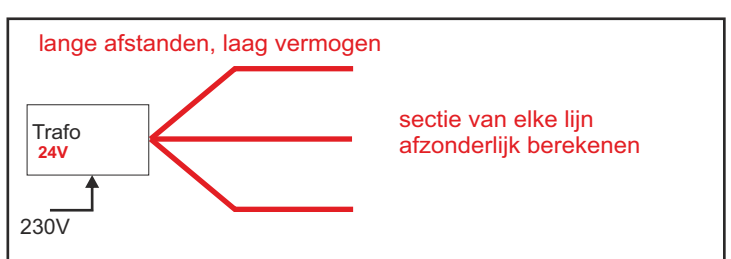 lange afstanden, laag vermogen
Trafo
24V
230V
sectie van elke lijn
afzonderlijk berekenen